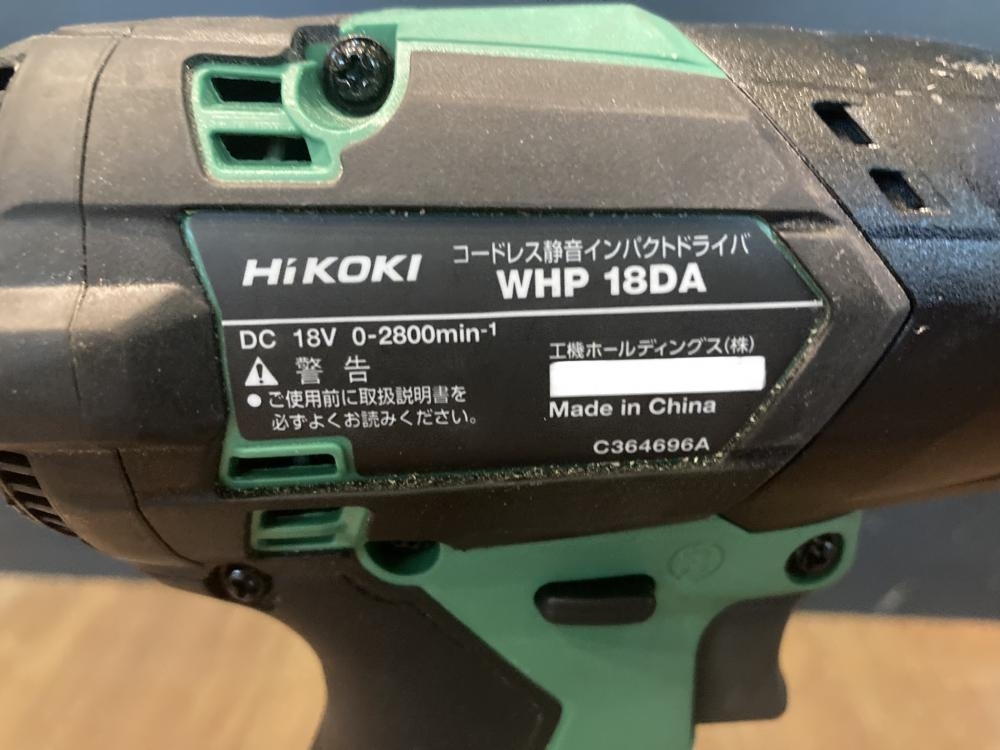 HiKOKI
コードレス静音インパクトドライバ
WHP 18DA
DC 18V 0-2800min-1
警告
● ご使用前に取扱説明書を
必ずよくお読みください。
工機ホールディングス(株)
Made in China
C364696A